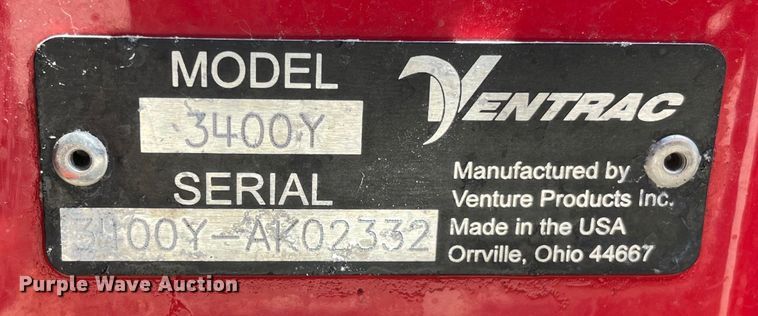 MODEL
3400Y
SERIAL
3400Y-AK02332
VENTRAC
Manufactured by
Venture Products Inc.
Made in the USA
Orrville, Ohio 44667
Purple Wave Auction